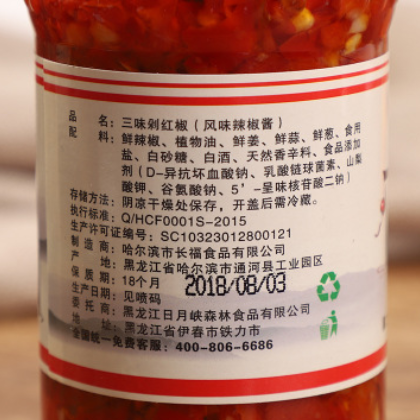 品 名：三味剁红椒（风味辣椒酱）
配 料：鲜辣椒、植物油、鲜姜、鲜蒜、鲜葱、食用
盐、白砂糖、白酒、天然香辛料、食品添加
剂（D-异抗坏血酸钠、乳酸链球菌素、山梨
酸钾、谷氨酸钠、5’-呈味核苷酸二钠）
存储方法：阴凉干燥处保存，开盖后需冷藏。
执行标准：Q/HCF0001S-2015
生产许可证编号：SC10323012800121
制 造 商：哈尔滨市长福食品有限公司
产 地：黑龙江省哈尔滨市通河县工业园区
保 质 期：18个月
2018/08/03
生产日期：见喷码
委 托 商：黑龙江日月峡森林食品有限公司
地 址：黑龙江省伊春市铁力市
全国统一免费客服：400-806-6686